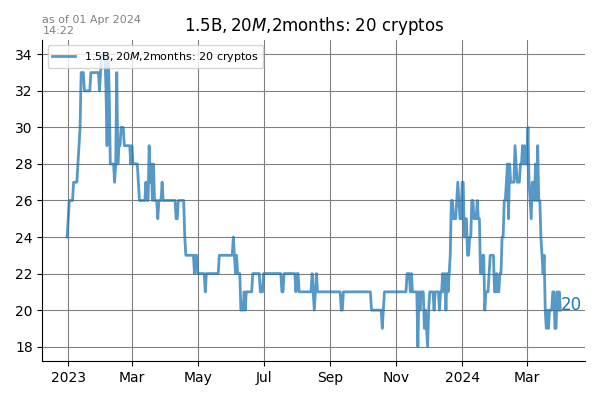 as of 01 Apr 2024
14:22
1.5B, 20M,2months: 20 cryptos
1.5B, 20M,2months: 20 cryptos
34
32
30
28
26
24
22
20
18
20
2023
Mar
May
Jul
Sep
Nov
2024
Mar